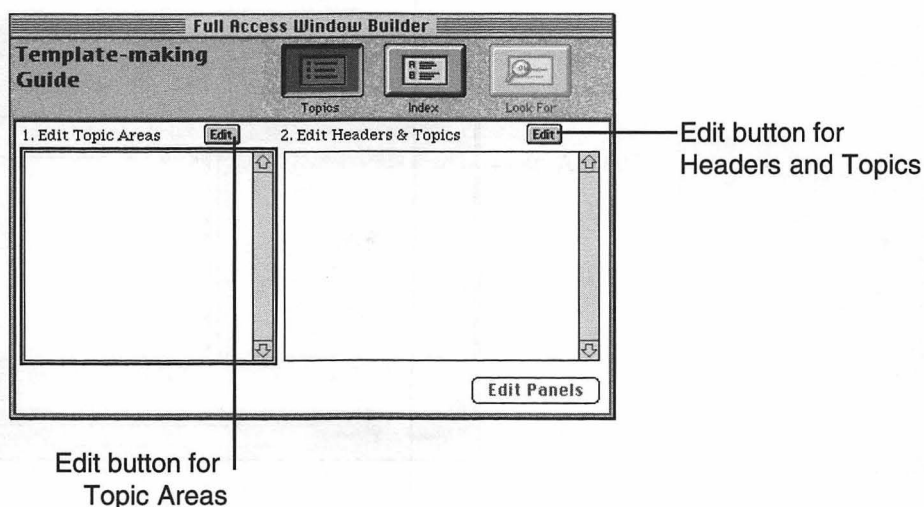 Full Access Window Builder
Template-making
Guide
Topics
Index
Look For
1. Edit Topic Areas
Edit
2. Edit Headers & Topics
Edit
Edit button for
Headers and Topics
Edit Panels
Edit button for
Topic Areas